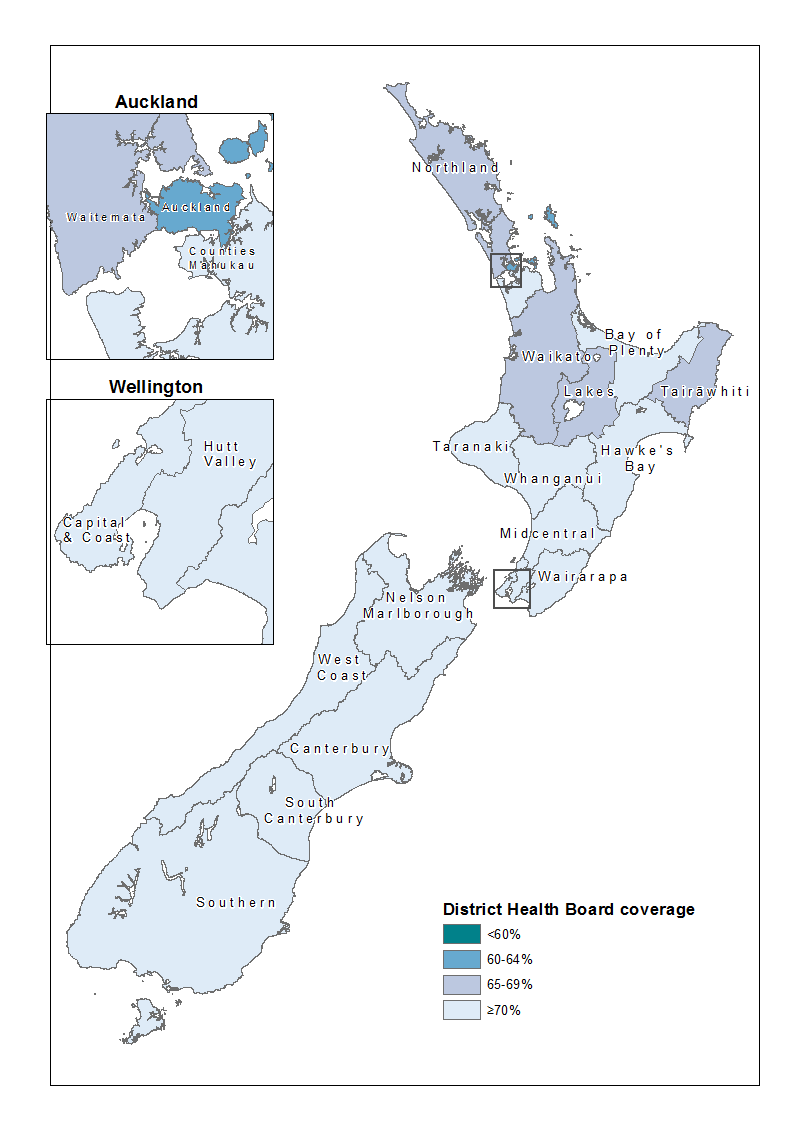 Auckland
Waitemata
Auckland
Counties
Manukau
Wellington
Hutt
Valley
Capital
& Coast
Northland
Bay of
Plenty
Waikato
Lakes
Tairāwhiti
Taranaki
Hawke's
Bay
Whanganui
Midcentral
Wairarapa
Nelson
Marlborough
West
Coast
Canterbury
South
Canterbury
Southern
District Health Board coverage
<60%
60-64%
65-69%
≥70%